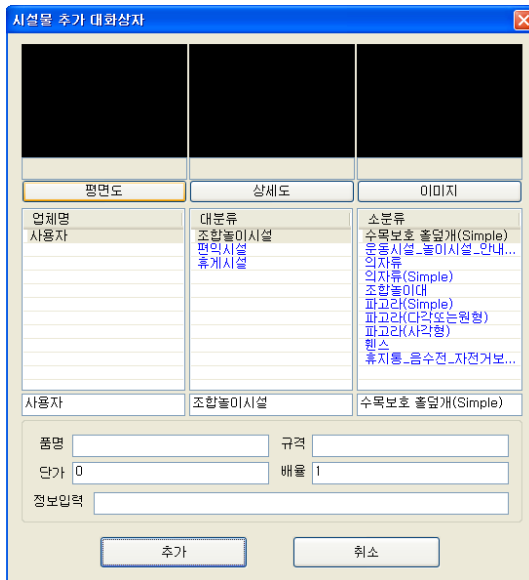 시설물 추가 대화상자
평면도
상세도
이미지
업체명
사용자
대분류
조합놀이시설
편익시설
휴게시설
소분류
수목보호 홀덮개(Simple)
운동시설_놀이시설_안내...
의자류
의자류(Simple)
조합놀이대
파고라(Simple)
파고라(다각또는원형)
파고라(사각형)
휀스
휴지통_음수전_자전거보...
사용자
조합놀이시설
수목보호 홀덮개(Simple)
품명
규격
단가 0
배율 1
정보입력
추가
취소